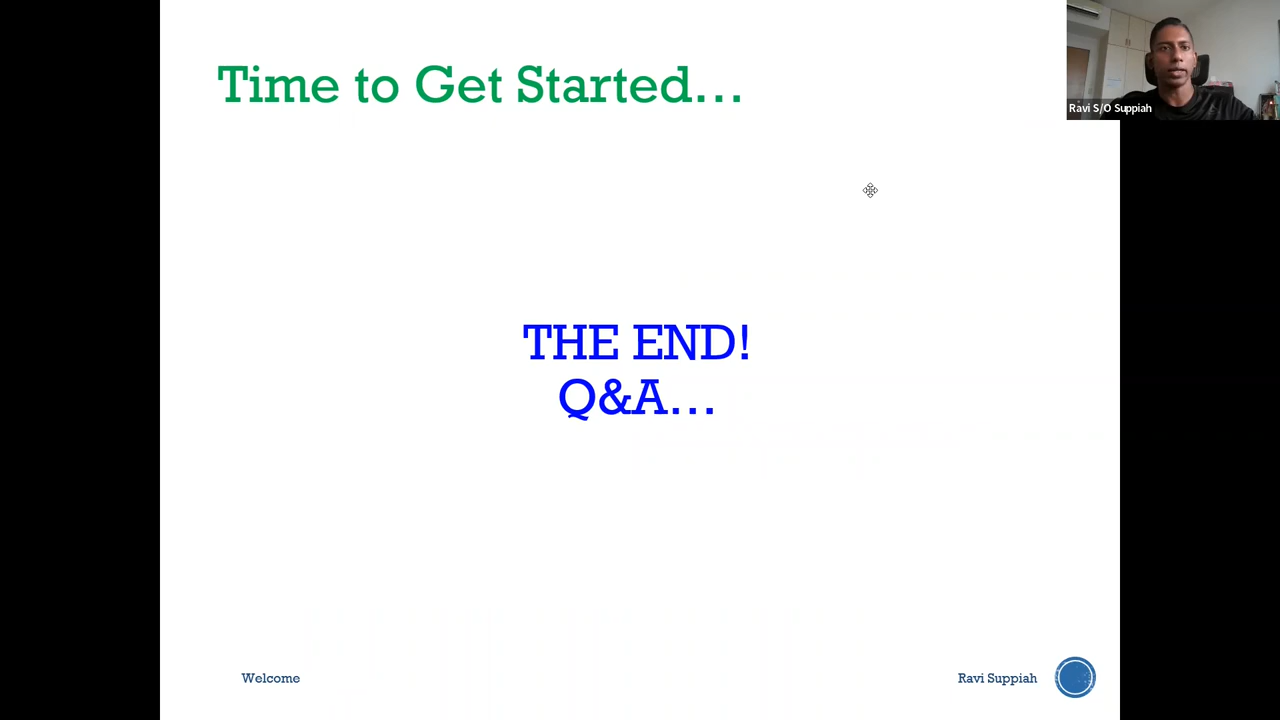 Time to Get Started...
Ravi S/O Suppiah
THE END!
Q&A...
Welcome
Ravi Suppiah